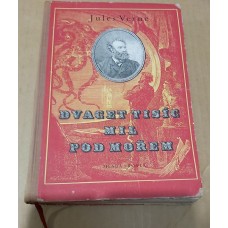 Jules Verne
DVACET TISÍC
MIL
POD MOŘEM